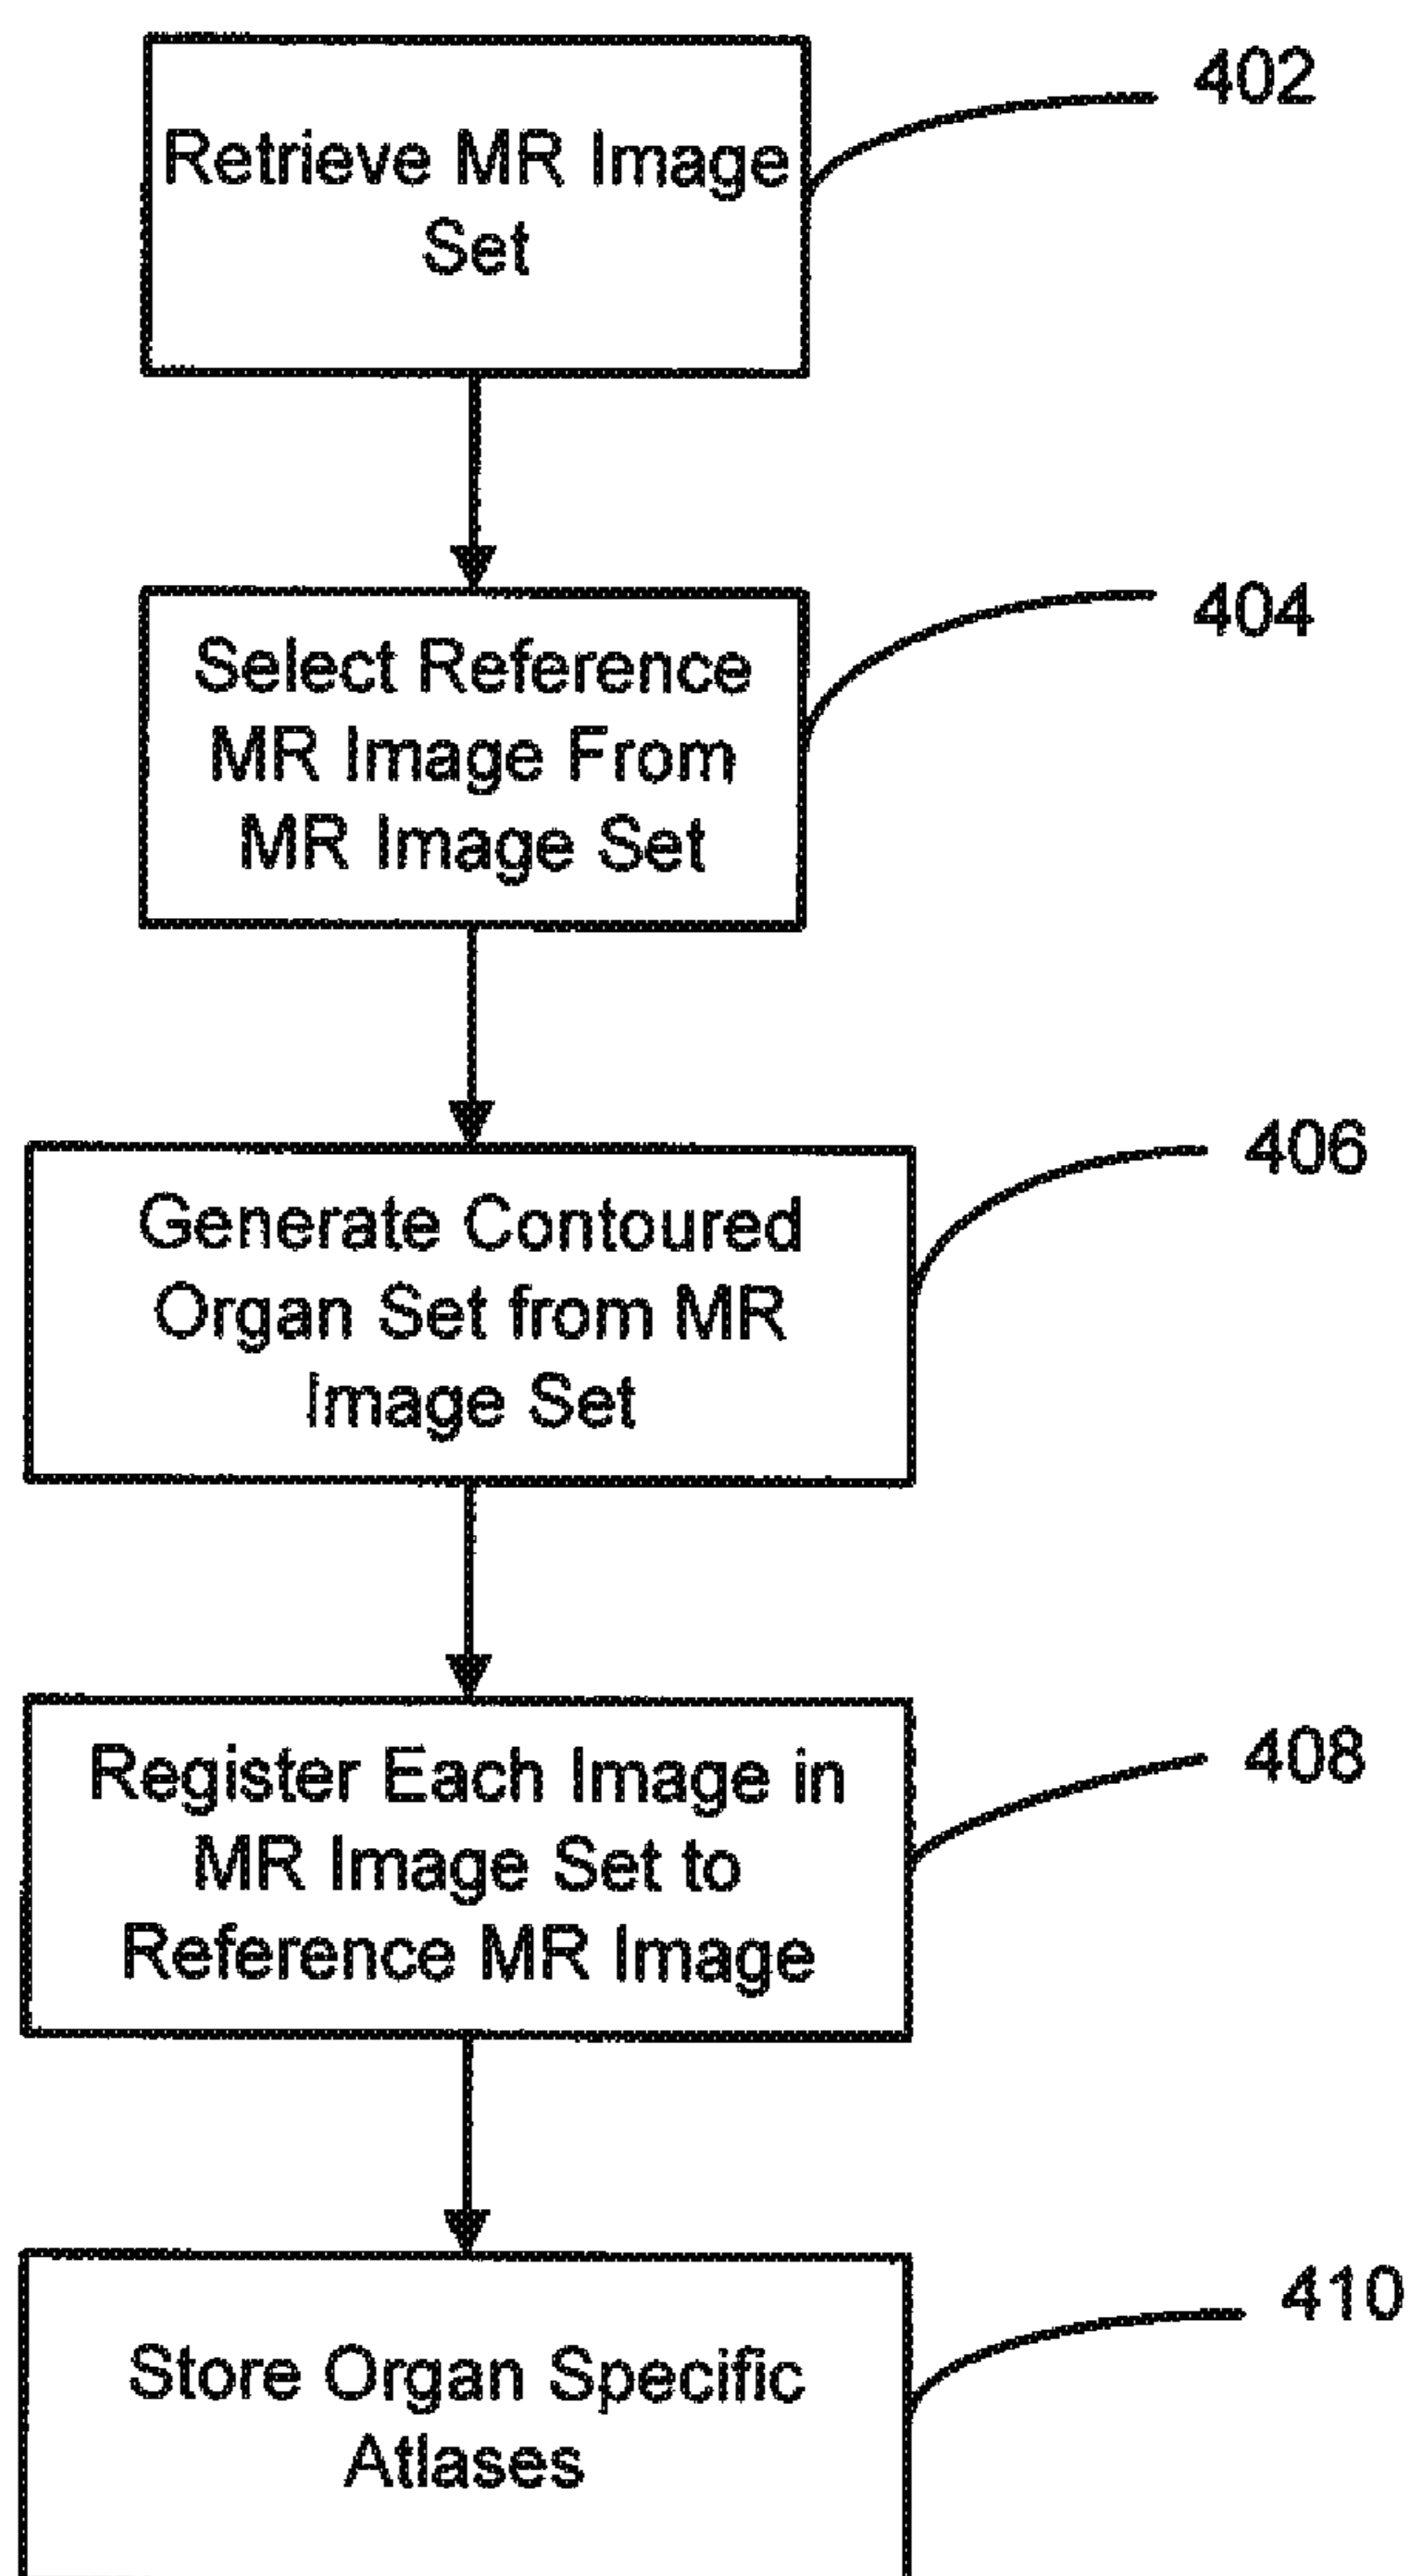 Retrieve MR Image
Set
402
Select Reference
MR Image From
MR Image Set
404
Generate Contoured
Organ Set from MR
Image Set
406
Register Each Image in
MR Image Set to
Reference MR Image
408
Store Organ Specific
Atlases
410